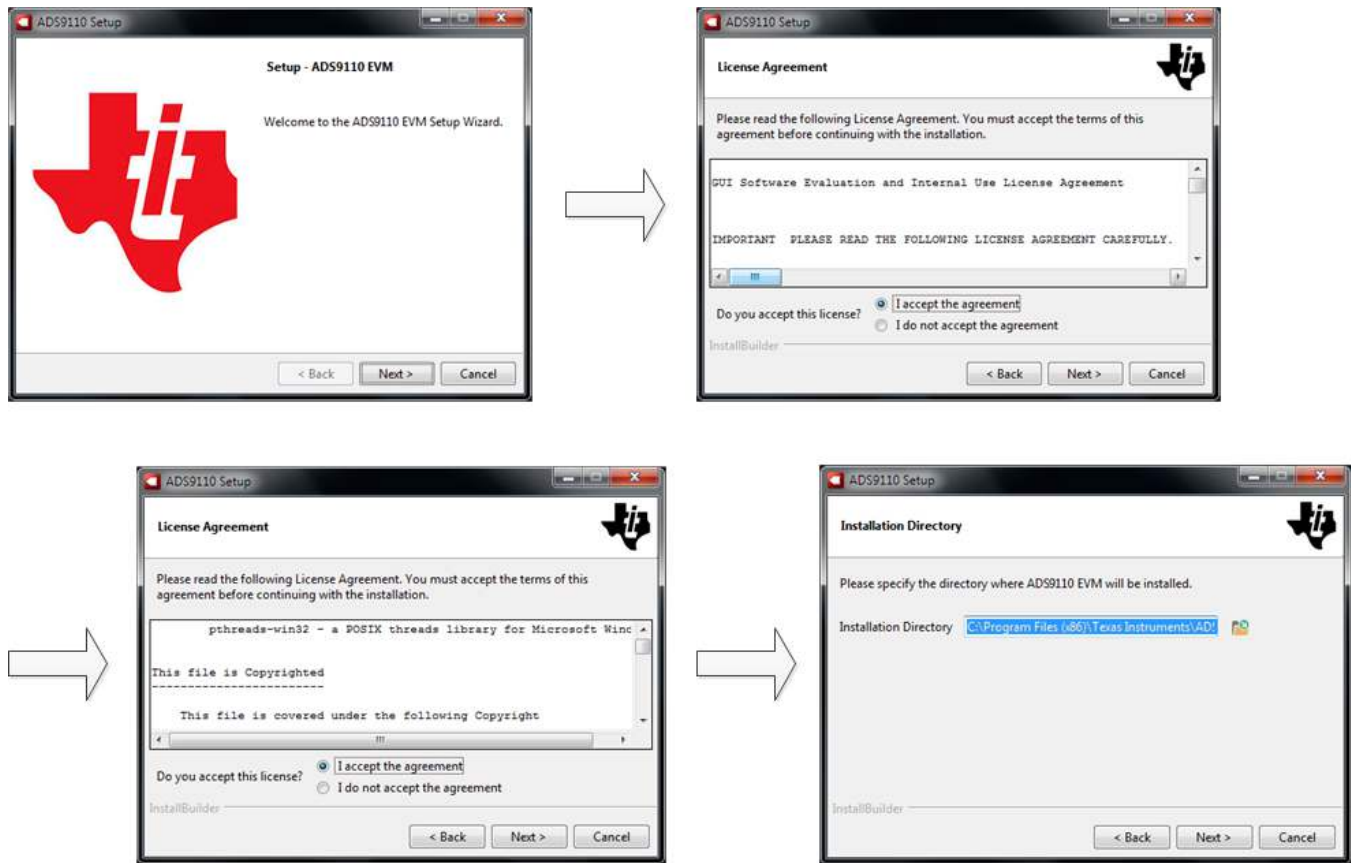 ADS9110 Setup
Setup - ADS9110 EVM
Welcome to the ADS9110 EVM Setup Wizard.
< Back
Next >
Cancel
ADS9110 Setup
License Agreement
Please read the following License Agreement. You must accept the terms of this
agreement before continuing with the installation.
GUI Software Evaluation and Internal Use License Agreement
IMPORTANT PLEASE READ THE FOLLOWING LICENSE AGREEMENT CAREFULLY.
Do you accept this license?
I accept the agreement
I do not accept the agreement
InstallBuilder
< Back
Next >
Cancel
ADS9110 Setup
License Agreement
Please read the following License Agreement. You must accept the terms of this
agreement before continuing with the installation.
pthreads-win32 - a POSIX threads library for Microsoft Winc
This file is Copyrighted
------------------------
This file is covered under the following Copyright
Do you accept this license?
I accept the agreement
I do not accept the agreement
InstallBuilder
< Back
Next >
Cancel
ADS9110 Setup
Installation Directory
Please specify the directory where ADS9110 EVM will be installed.
Installation Directory C:\Program Files (x86)\Texas Instruments\ADS
InstallBuilder
< Back
Next >
Cancel